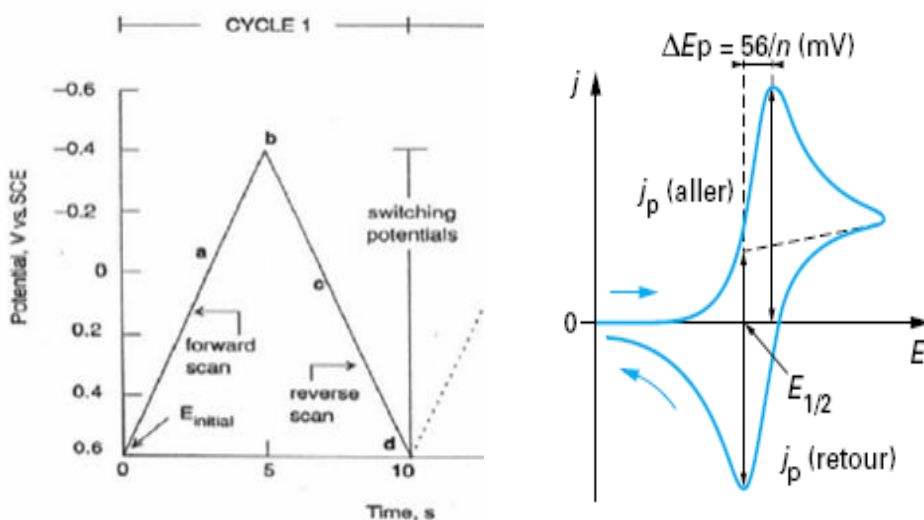 CYCLE 1
Potential, V vs. SCE
-0.6
-0.4
-0.2
0
0.2
0.4
0.6
b
a
c
d
switching
potentials
forward
scan
reverse
scan
E initial
0
5
10
Time, s
ΔEp = 56/n (mV)
j
jp (aller)
0
E
E1/2
jp (retour)